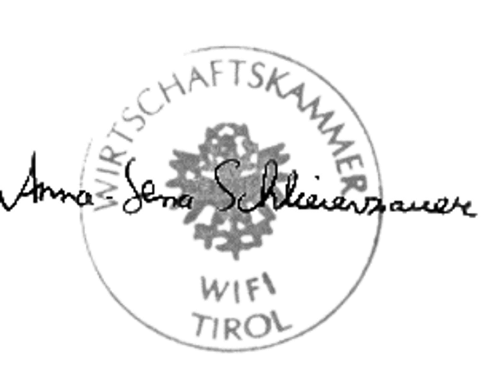 WIRTSCHAFTSKAMMER
Anna-Lena Schlierenzauer
WIFI
TIROL